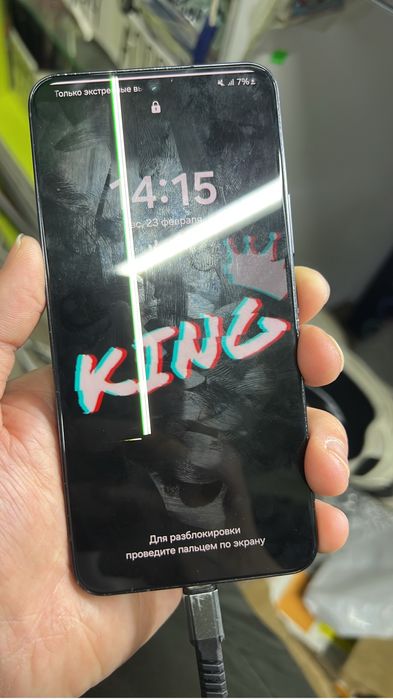 Только экстренные вы
7%
14:15
вс, 23 февраля
KING
Для разблокировки
проведите пальцем по экрану